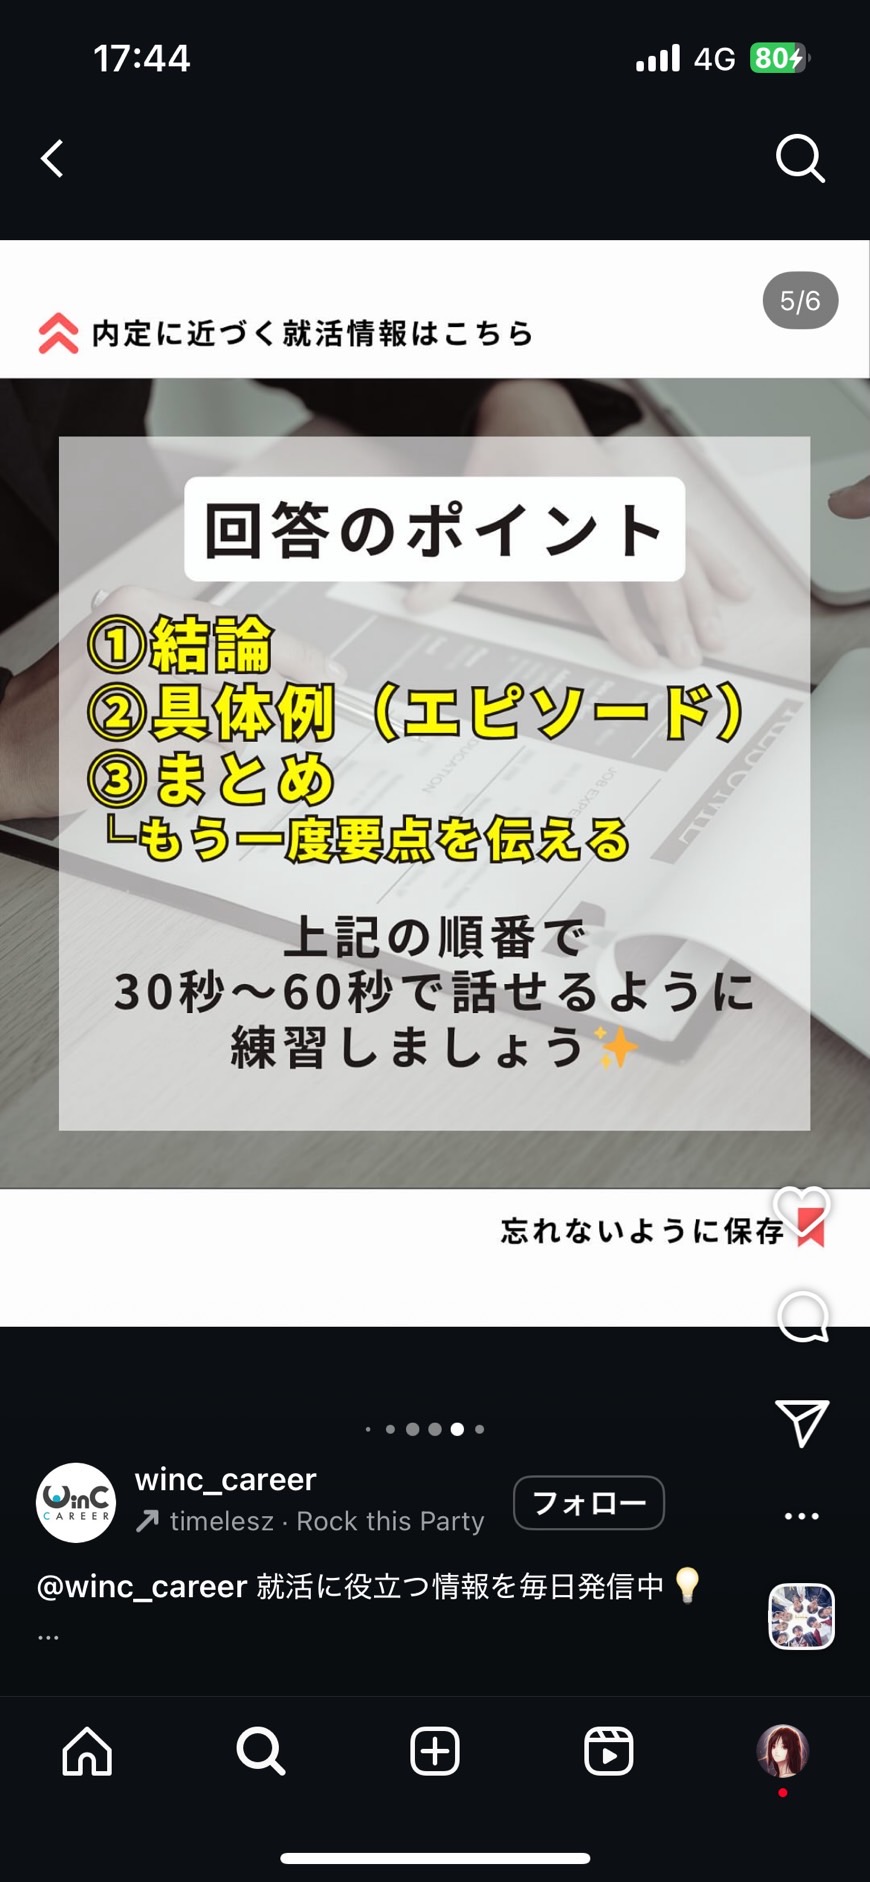 17:44
4G 80
5/6
内定に近づく就活情報はこちら
回答のポイント
①結論
②具体例（エピソード）
③まとめ
└もう一度要点を伝える
上記の順番で
30秒～60秒で話せるように
練習しましょう✨
忘れないように保存
winc_career
timelesz · Rock this Party
フォロー
WinC
CAREER
@winc_career 就活に役立つ情報を毎日発信中💡
...